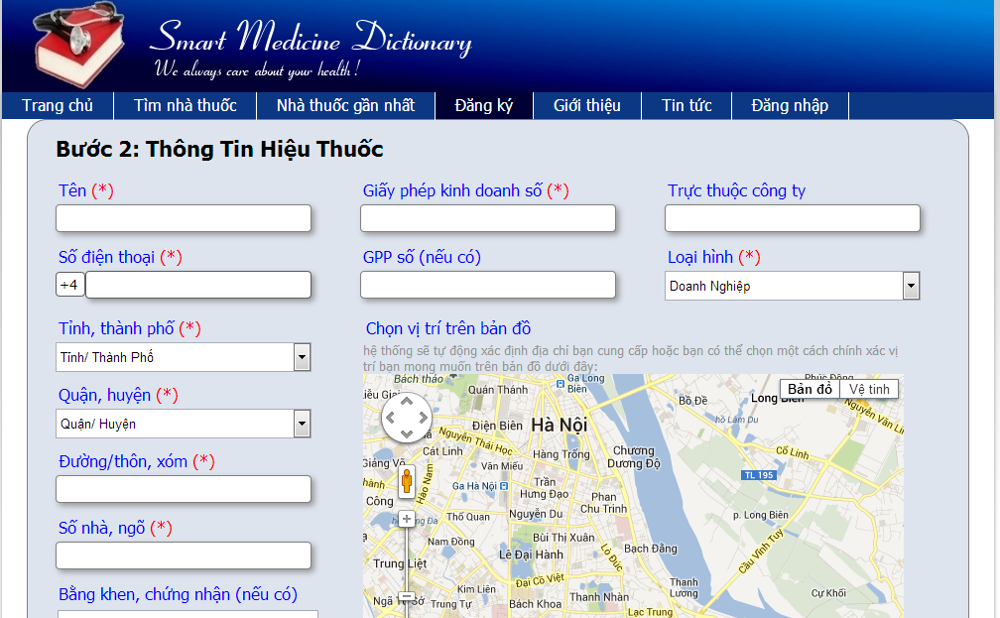 Smart Medicine Dictionary
We always care about your health !
Trang chủ
Tìm nhà thuốc
Nhà thuốc gần nhất
Đăng ký
Giới thiệu
Tin tức
Đăng nhập
Bước 2: Thông Tin Hiệu Thuốc
Tên (*)
Giấy phép kinh doanh số (*)
Trực thuộc công ty
Số điện thoại (*)
GPP số (nếu có)
Loại hình (*)
+4
Doanh Nghiệp
Tỉnh, thành phố (*)
Tỉnh/ Thành Phố
Quận, huyện (*)
Quận/ Huyện
Đường/thôn, xóm (*)
Số nhà, ngõ (*)
Bằng khen, chứng nhận (nếu có)
Chọn vị trí trên bản đồ
hệ thống sẽ tự động xác định địa chỉ bạn cung cấp hoặc bạn có thể chọn một cách chính xác vị
trí bạn mong muốn trên bản đồ dưới đây:
Bản đồ
Vệ tinh
Bách thảo
Quán Thánh
Ga Long
Biên
Phúc Đồng
Bồ Đề
Long Biên
Nguyễn Văn Li
hồ Lâm Du
Điện Biên
Hà Nội
Nguyễn Thái Học
Cát Linh
Hàng Trống
Chương
Dương Độ
Cổ Linh
Giảng Võ
Văn Miếu
TL 195
hành
Hào Nam
Ga Hà Nội
Trần
Hưng Đạo
Phan
Chu Trinh
Công
Thổ Quan
Nguyễn Du
p. Long Biên
Bùi Thị Xuân
Nam Đồng
Lê Đại Hành
Lò Đúc
Bạch Đằng
Cầu Vĩnh Tuy
Trung Liệt
Đại Cồ Việt
Kim Liên
Thanh
Lương
Cự Khối
Trung Tự
Bách Khoa
Thanh Nhàn
Lạc Trung